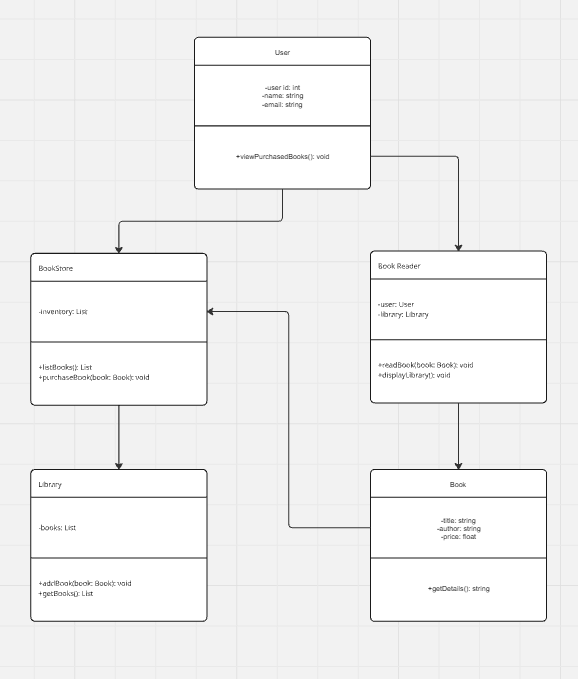 User
-user id: int
-name: string
-email: string
+viewPurchasedBooks(): void
BookStore
-inventory: List
+listBooks(): List
+purchaseBook(book: Book): void
Book Reader
-user: User
-library: Library
+readBook(book: Book): void
+displayLibrary(): void
Library
-books: List
+addBook(book: Book): void
+getBooks(): List
Book
-title: string
-author: string
-price: float
+getDetails(): string